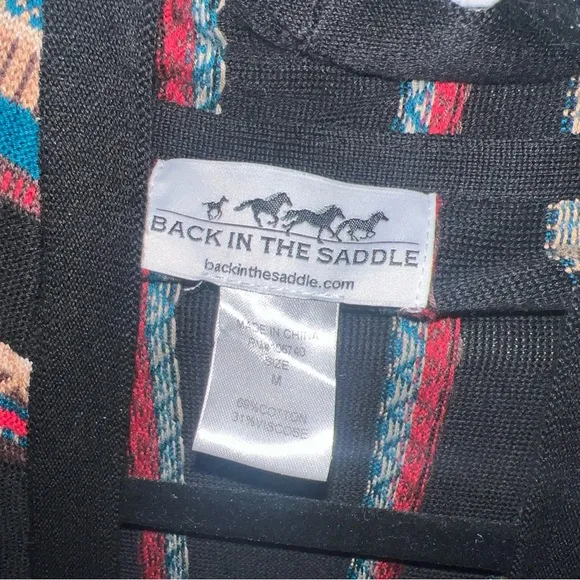 BACK IN THE SADDLE
backinthesaddle.com
MADE IN CHINA
SIZE
M
69%COTTON
31%VISCOSE